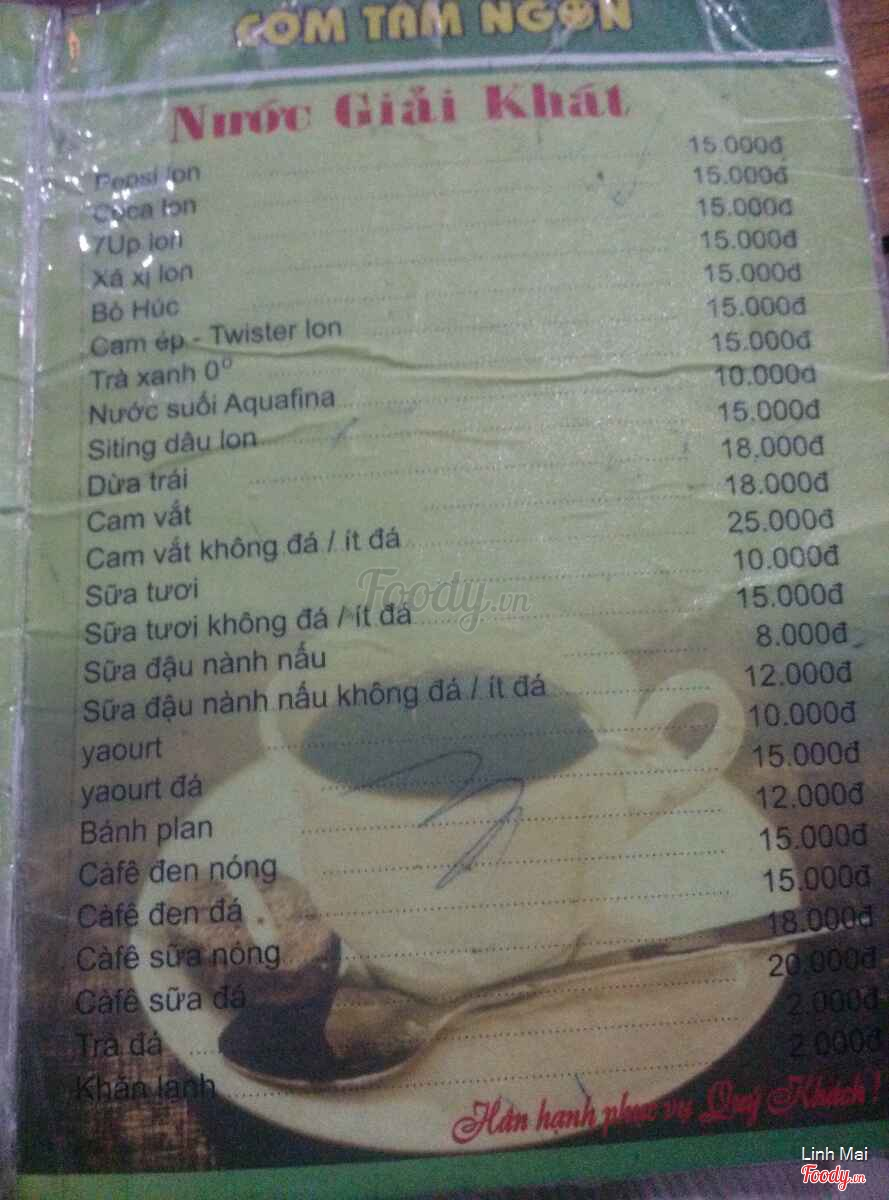 CƠM TẤM NGON
Nước Giải Khát
Pepsi lon 15.000đ
Coca lon 15.000đ
7Up lon 15.000đ
Xá xị lon 15.000đ
Bò Húc 15.000đ
Cam ép - Twister lon 15.000đ
Trà xanh 0° 15.000đ
Nước suối Aquafina 10.000đ
Siting dâu lon 15.000đ
Dừa trái 18.000đ
Cam vắt 18.000đ
Cam vắt không đá / ít đá 25.000đ
Sữa tươi 10.000đ
Sữa tươi không đá / ít đá 15.000đ
Sữa đậu nành nấu 8.000đ
Sữa đậu nành nấu không đá / ít đá 12.000đ
yaourt 10.000đ
yaourt đá 15.000đ
Bánh plan 12.000đ
Càfê đen nóng 15.000đ
Càfê đen đá 15.000đ
Càfê sữa nóng 18.000đ
Càfê sữa đá 20.000đ
Trà đá 2.000đ
Khăn lạnh 2.000đ
Hân hạnh phục vụ Quý Khách!
Foody.vn
Linh Mai
Foody.vn